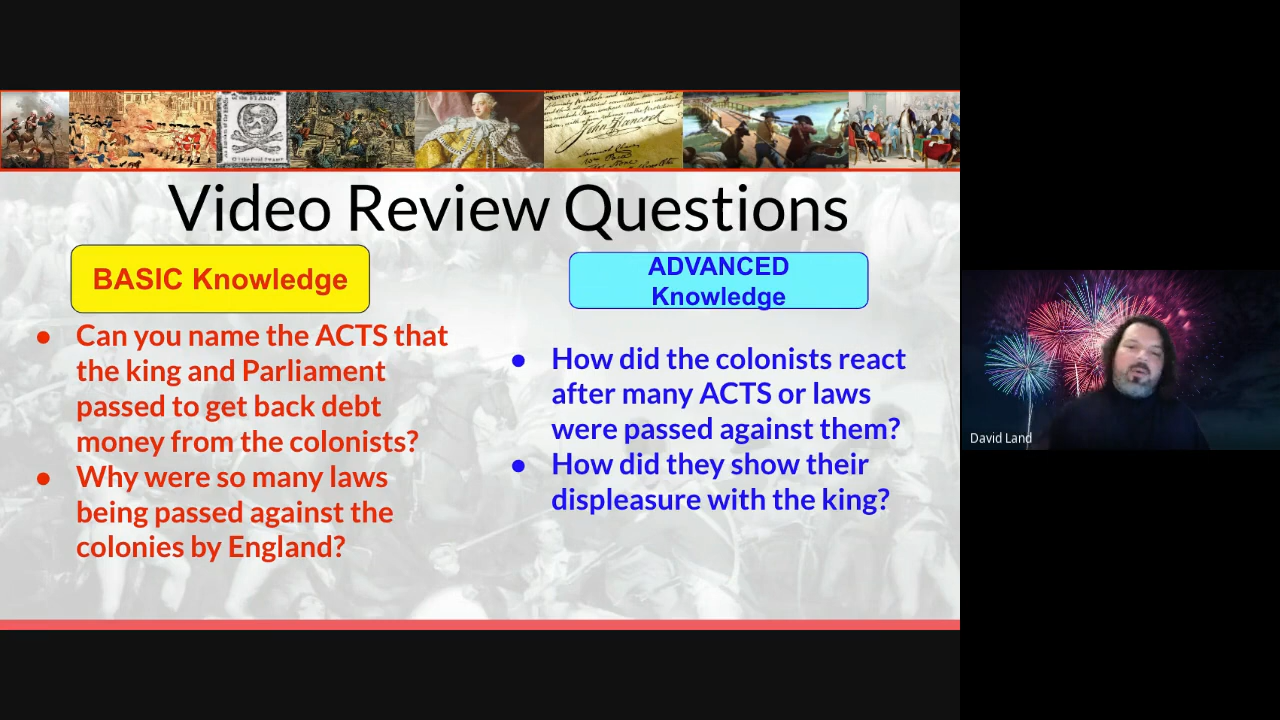 John Hancock
Video Review Questions
BASIC Knowledge
● Can you name the ACTS that
the king and Parliament
passed to get back debt
money from the colonists?
● Why were so many laws
being passed against the
colonies by England?
ADVANCED
Knowledge
● How did the colonists react
after many ACTS or laws
were passed against them?
● How did they show their
displeasure with the king?
David Land